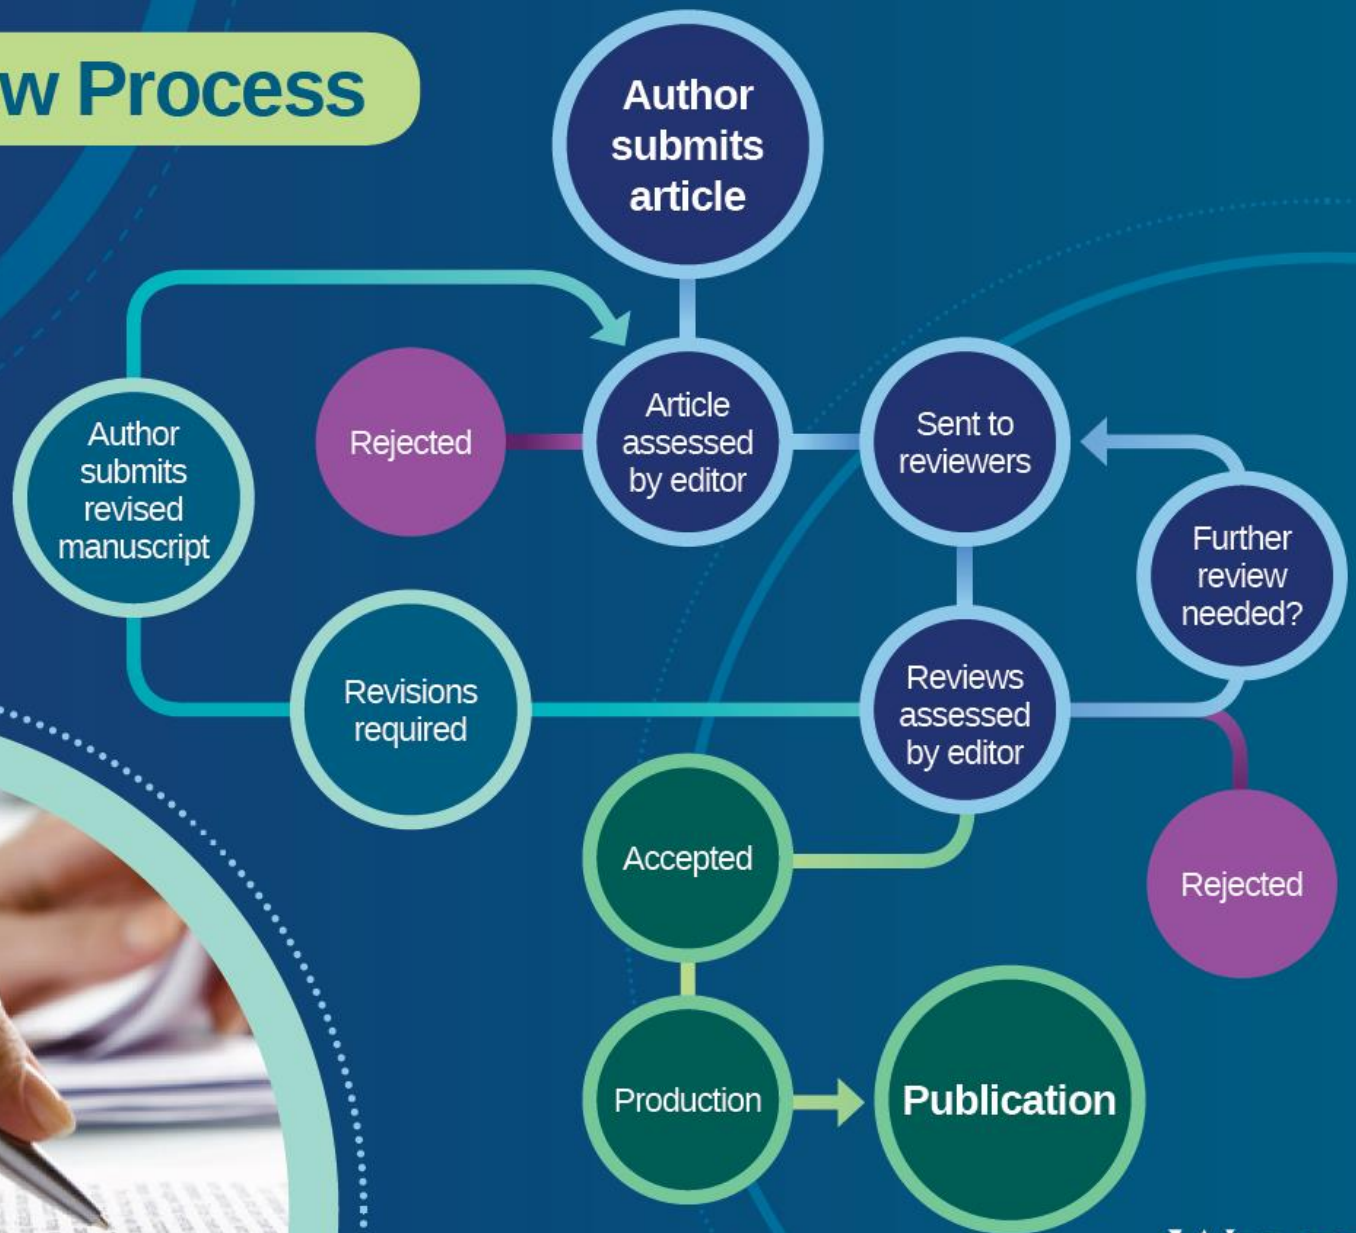 w Process
Author
submits
article
Article
assessed
by editor
Rejected
Sent to
reviewers
Further
review
needed?
Reviews
assessed
by editor
Revisions
required
Author
submits
revised
manuscript
Rejected
Accepted
Production
Publication